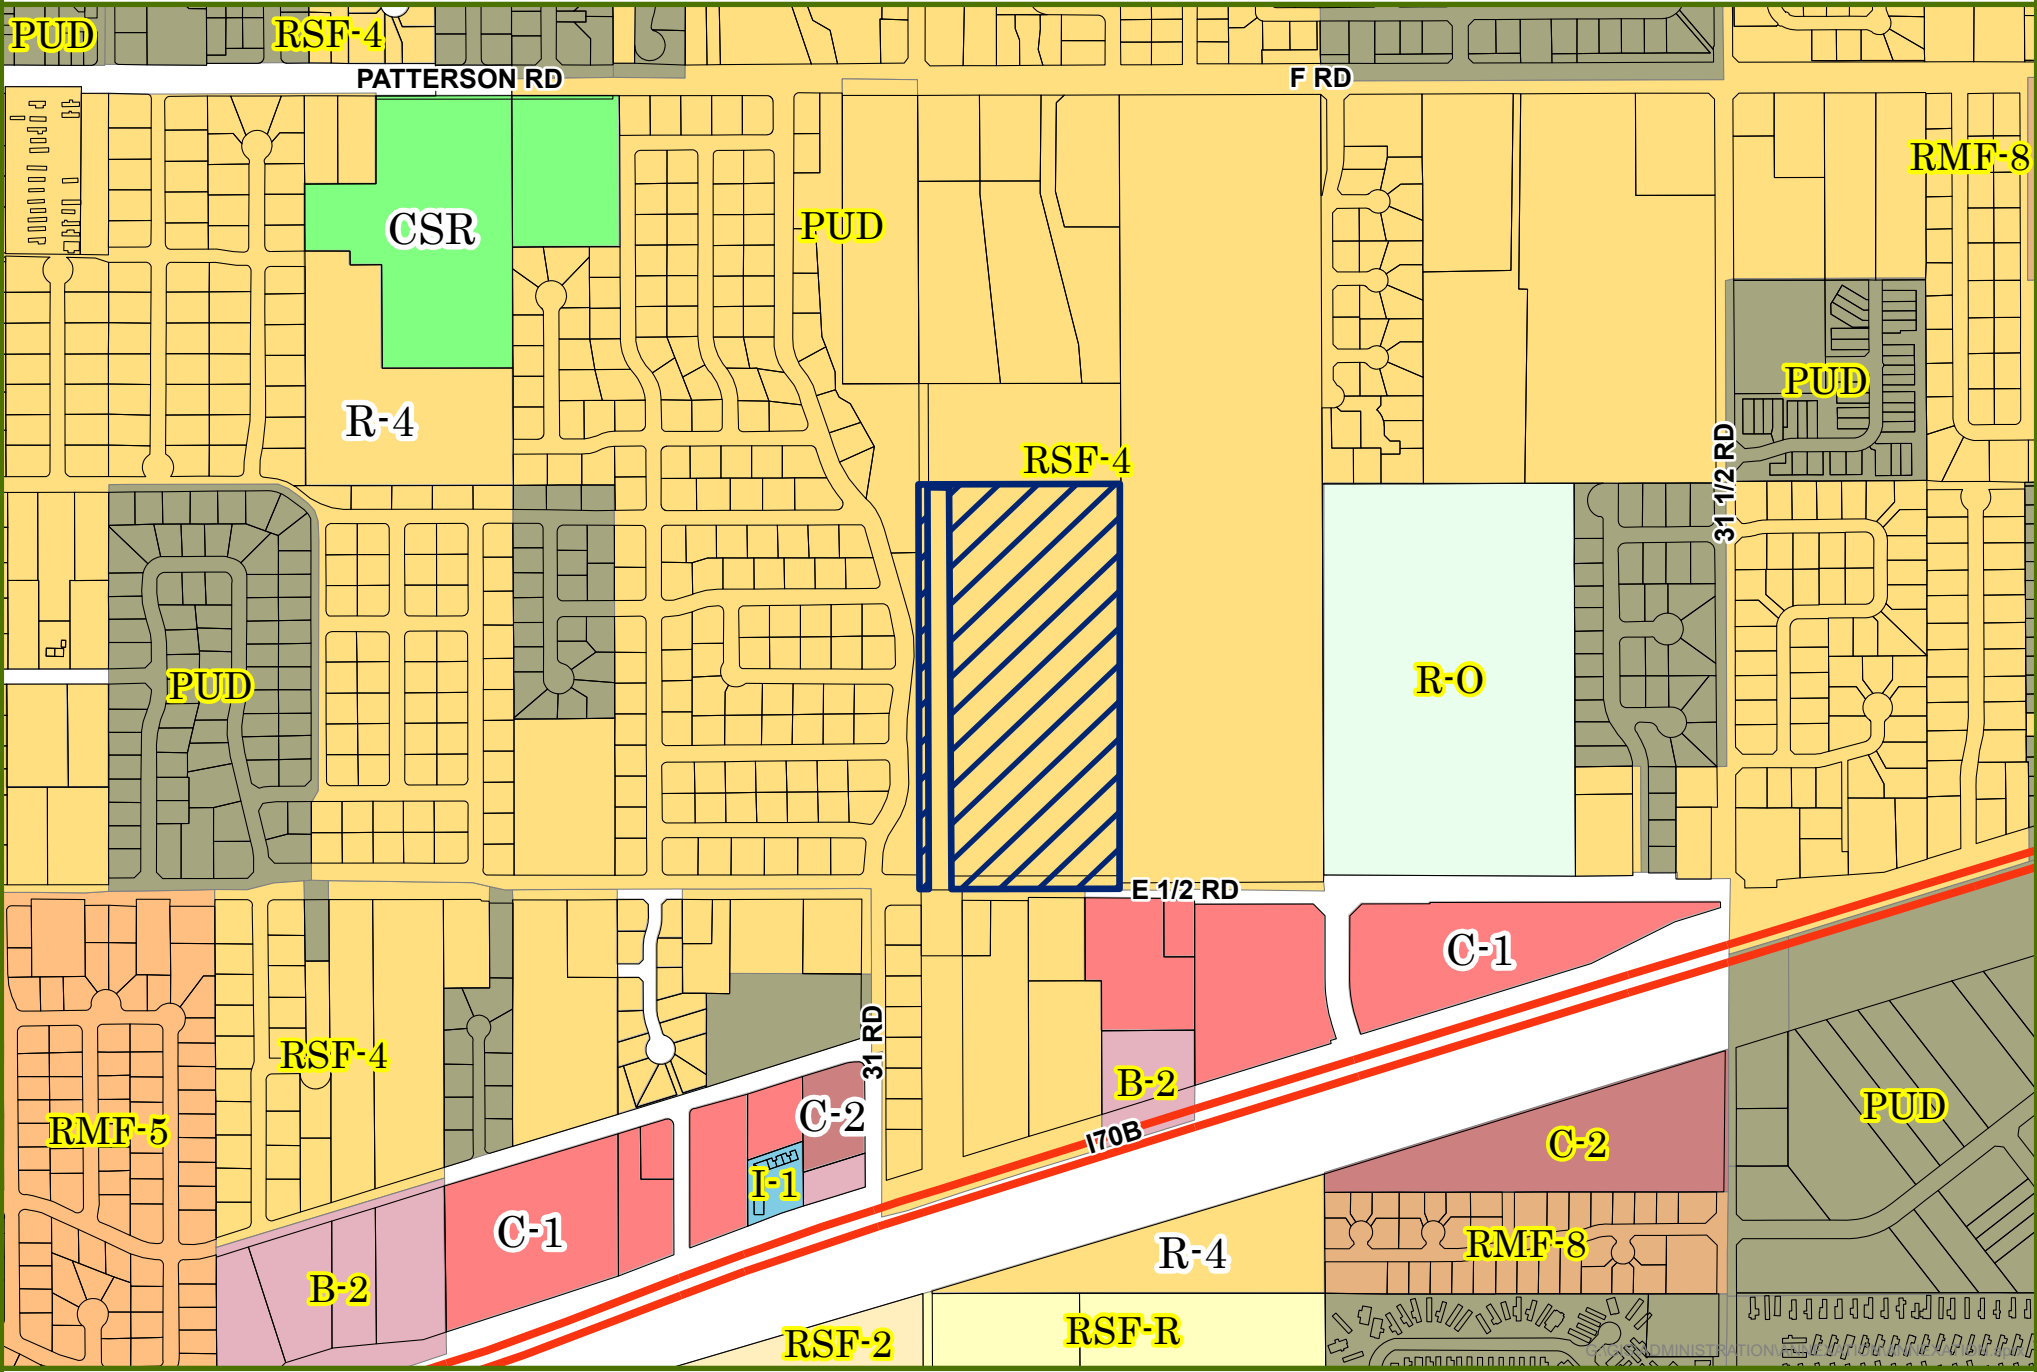 PUD
RSF-4
PATTERSON RD
F RD
RMF-8
CSR
PUD
PUD
R-4
RSF-4
31 1/2 RD
R-O
PUD
E 1/2 RD
C-1
RSF-4
31 RD
B-2
PUD
C-2
RMF-5
I70B
C-2
I-1
C-1
R-4
RMF-8
B-2
RSF-R
RSF-2